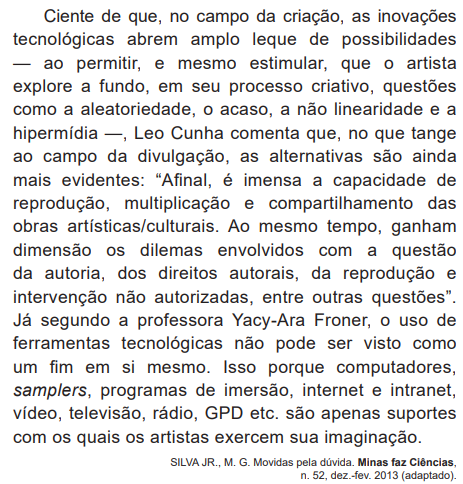 Ciente de que, no campo da criação, as inovações
tecnológicas abrem amplo leque de possibilidades
— ao permitir, e mesmo estimular, que o artista
explore a fundo, em seu processo criativo, questões
como a aleatoriedade, o acaso, a não linearidade e a
hipermídia —, Leo Cunha comenta que, no que tange
ao campo da divulgação, as alternativas são ainda
mais evidentes: “Afinal, é imensa a capacidade de
reprodução, multiplicação e compartilhamento das
obras artísticas/culturais. Ao mesmo tempo, ganham
dimensão os dilemas envolvidos com a questão
da autoria, dos direitos autorais, da reprodução e
intervenção não autorizadas, entre outras questões”.
Já segundo a professora Yacy-Ara Froner, o uso de
ferramentas tecnológicas não pode ser visto como
um fim em si mesmo. Isso porque computadores,
samplers, programas de imersão, internet e intranet,
vídeo, televisão, rádio, GPD etc. são apenas suportes
com os quais os artistas exercem sua imaginação.
SILVA JR., M. G. Movidas pela dúvida. Minas faz Ciências,
n. 52, dez.-fev. 2013 (adaptado).